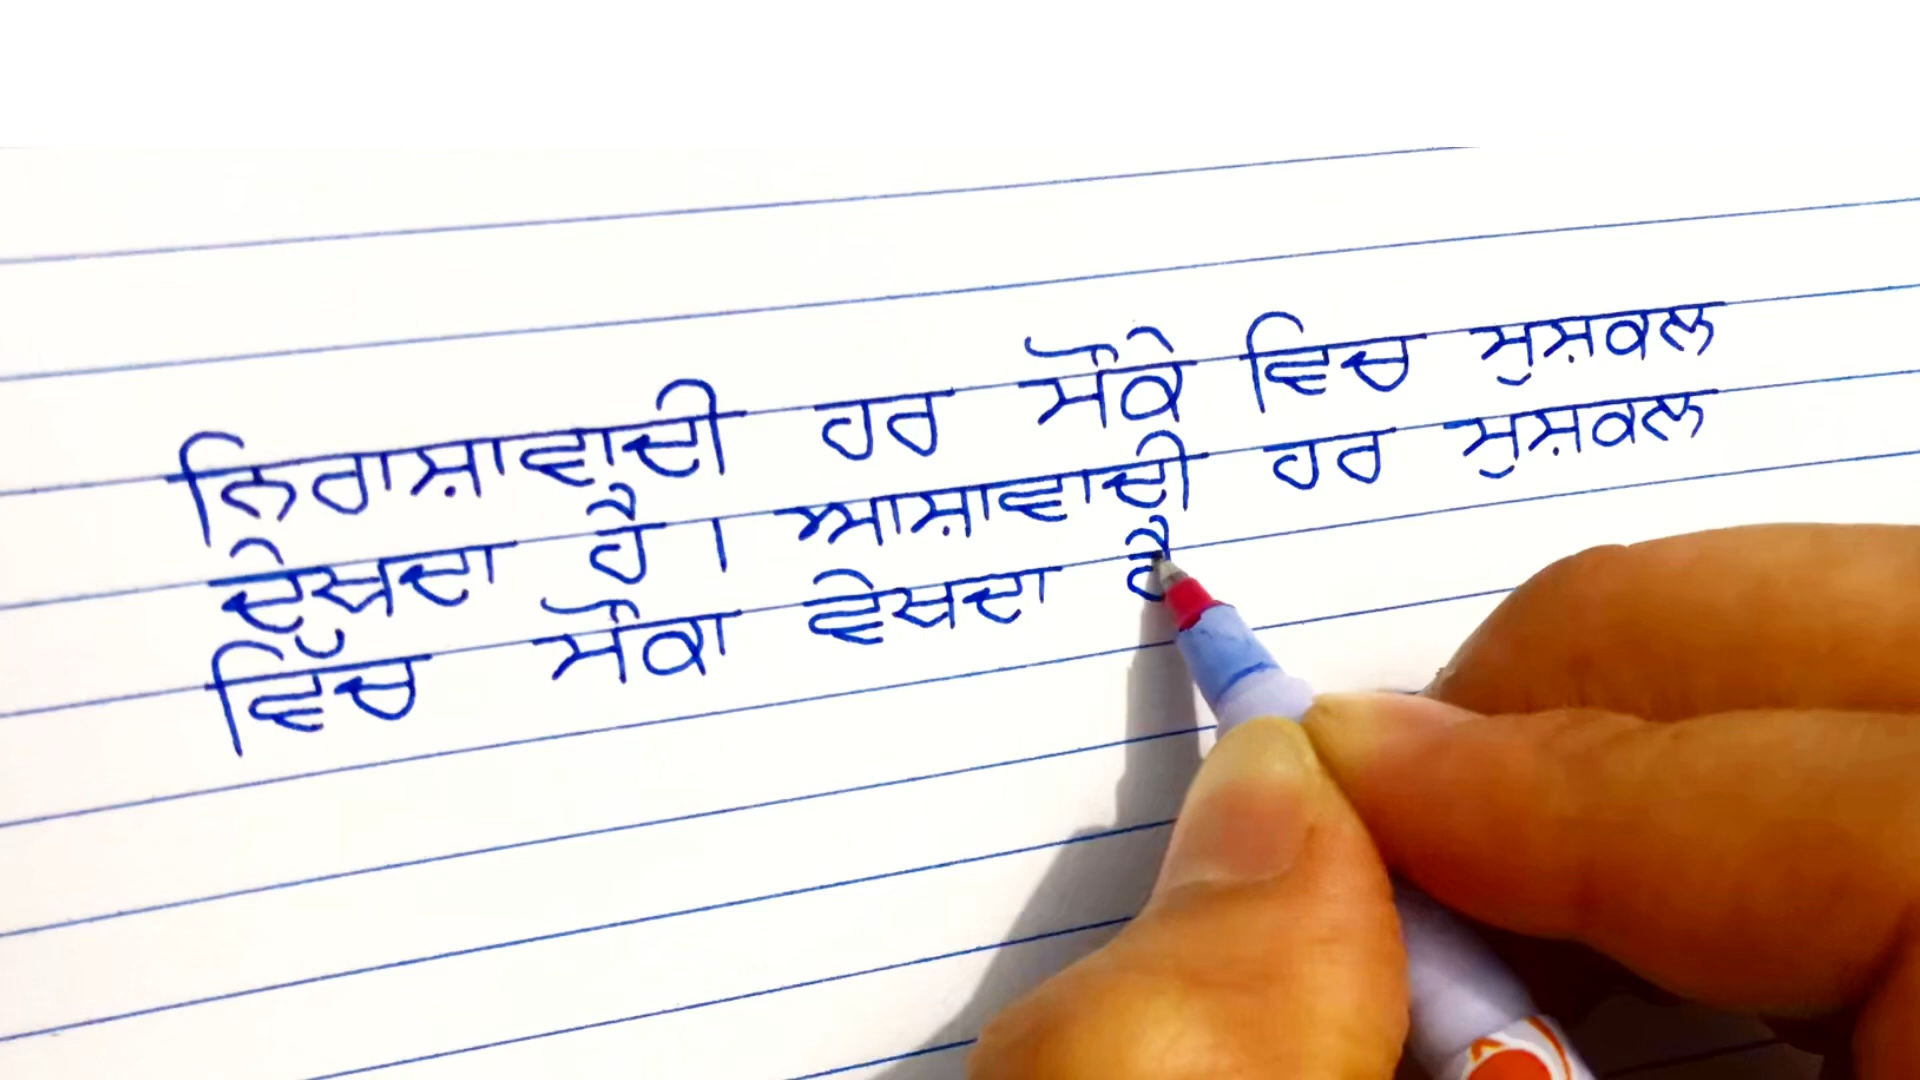 ਨਿਰਾਸ਼ਾਵਾਦੀ ਹਰ ਮੌਕੇ ਵਿਚ ਮੁਸ਼ਕਲ
ਦੇਖਦਾ ਹੈ । ਆਸ਼ਾਵਾਦੀ ਹਰ ਮੁਸ਼ਕਲ
ਵਿੱਚ ਮੌਕਾ ਵੇਖਦਾ ਹੈ